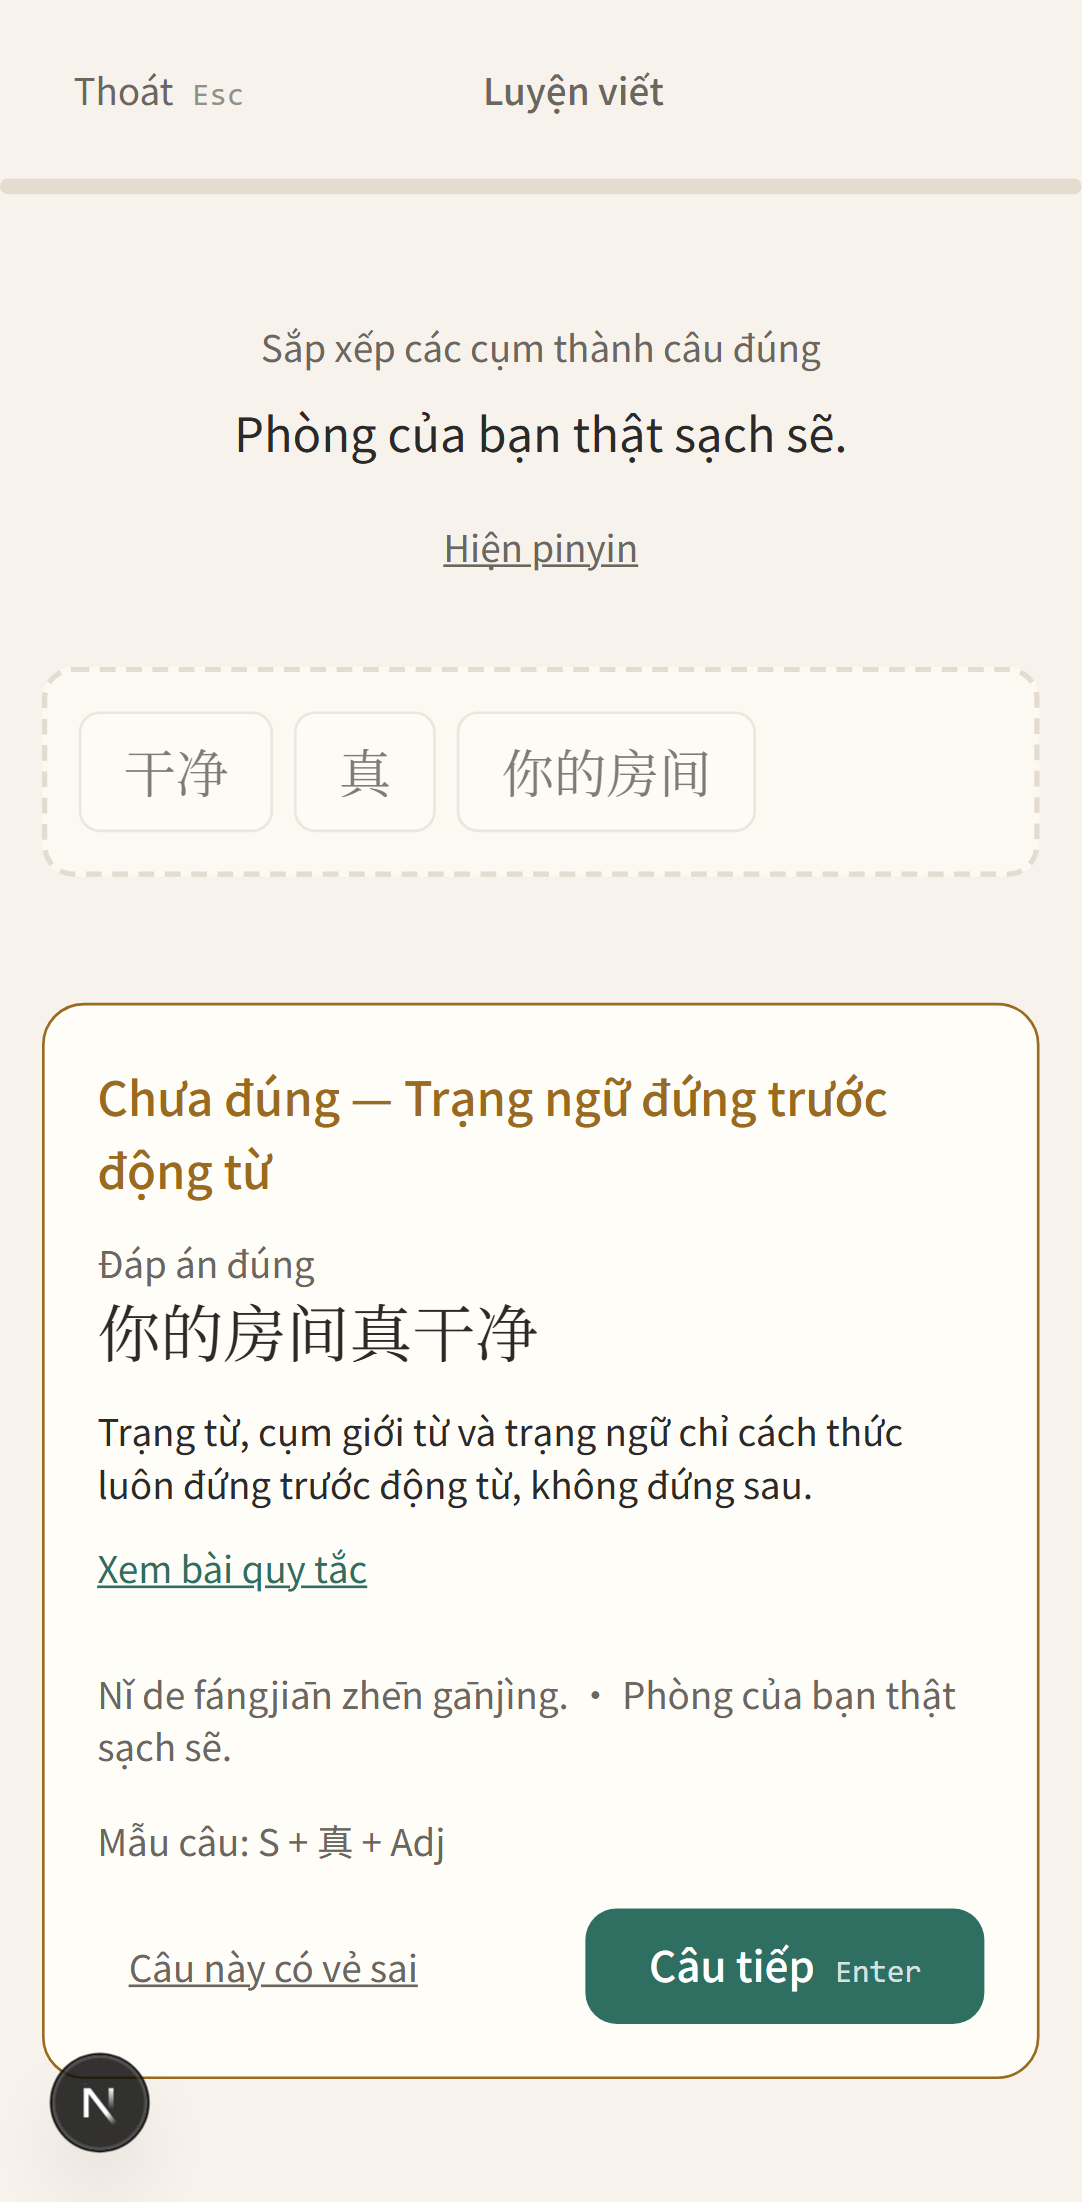 Thoát Esc
Luyện viết
Sắp xếp các cụm thành câu đúng
Phòng của bạn thật sạch sẽ.
Hiện pinyin
干净 真 你的房间
Chưa đúng — Trạng ngữ đứng trước
động từ
Đáp án đúng
你的房间真干净
Trạng từ, cụm giới từ và trạng ngữ chỉ cách thức
luôn đứng trước động từ, không đứng sau.
Xem bài quy tắc
Nǐ de fángjiān zhēn gānjìng. • Phòng của bạn thật
sạch sẽ.
Mẫu câu: S + 真 + Adj
Câu này có vẻ sai
Câu tiếp Enter
N